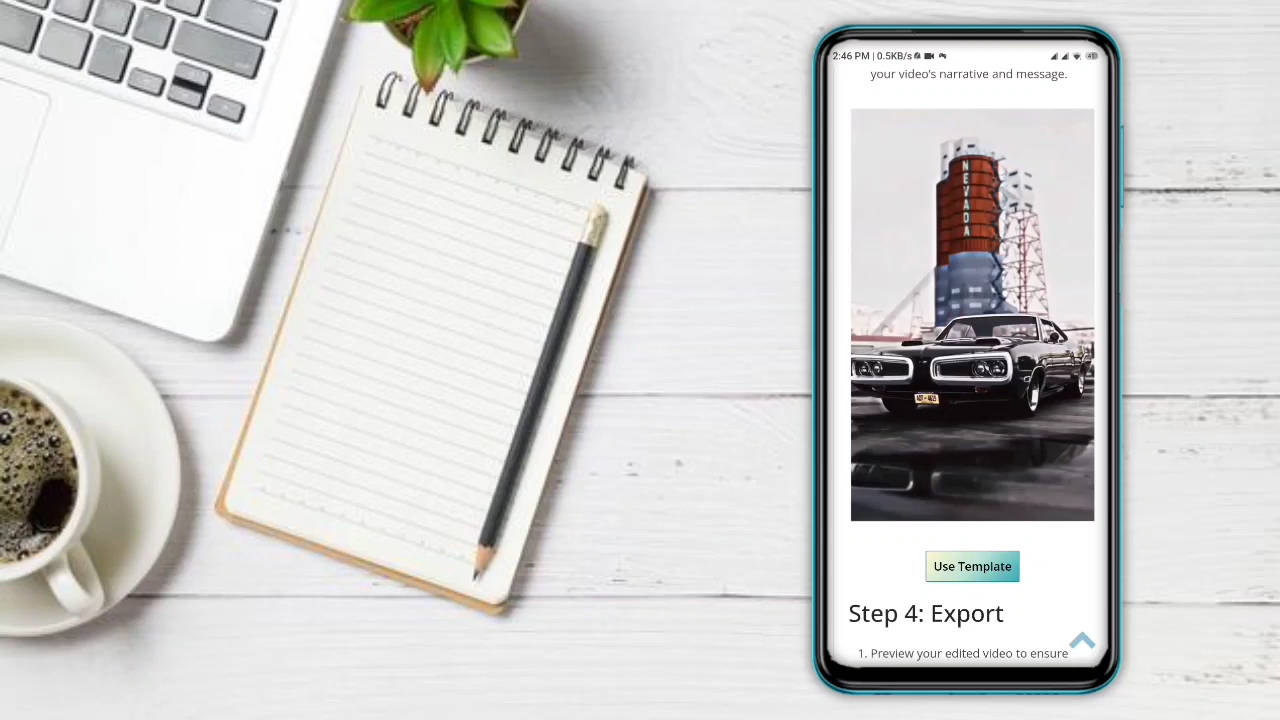 2:46 PM | 0.5KB/s
your video's narrative and message.
NEVADA
Use Template
Step 4: Export
1. Preview your edited video to ensure